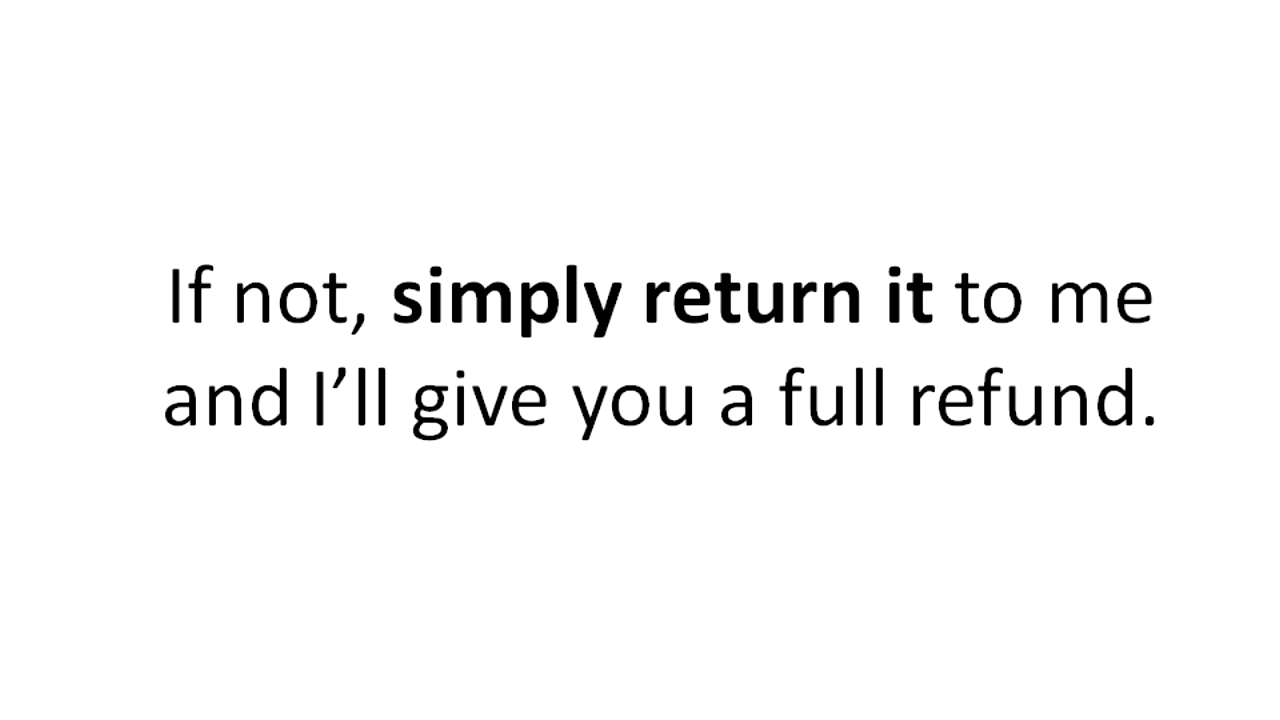 If not, simply return it to me
and I’ll give you a full refund.